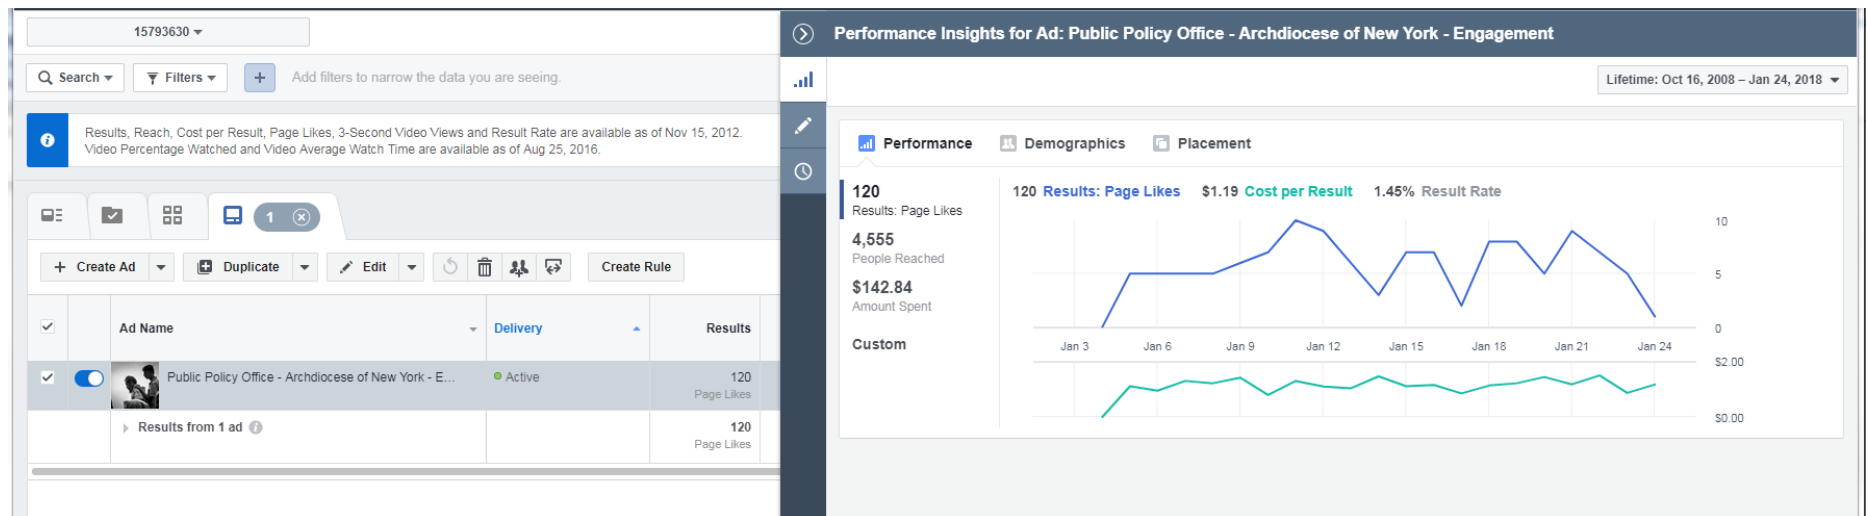 15793630
Search
Filters
+
Add filters to narrow the data you are seeing.
Results, Reach, Cost per Result, Page Likes, 3-Second Video Views and Result Rate are available as of Nov 15, 2012.
Video Percentage Watched and Video Average Watch Time are available as of Aug 25, 2016.
1
+ Create Ad
Duplicate
Edit
Create Rule
Ad Name
Delivery
Results
Public Policy Office - Archdiocese of New York - E...
Active
120
Page Likes
Results from 1 ad
120
Page Likes
Performance Insights for Ad: Public Policy Office - Archdiocese of New York - Engagement
Lifetime: Oct 16, 2008 – Jan 24, 2018
Performance
Demographics
Placement
120
Results: Page Likes
4,555
People Reached
$142.84
Amount Spent
Custom
120 Results: Page Likes $1.19 Cost per Result 1.45% Result Rate
10
5
0
Jan 3 Jan 6 Jan 9 Jan 12 Jan 15 Jan 18 Jan 21 Jan 24
$2.00
$0.00